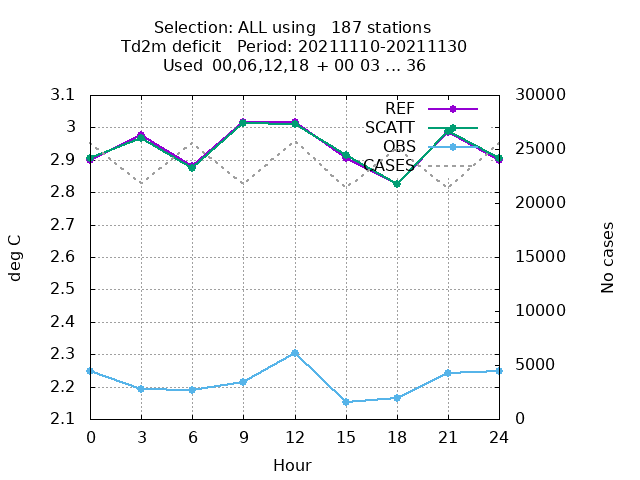 Selection: ALL using   187 stations
Td2m deficit   Period: 20211110-20211130
Used  00,06,12,18  + 00 03 ... 36
3.1
3
2.9
2.8
2.7
2.6
2.5
2.4
2.3
2.2
2.1
deg C
REF
SCATT
OBS
CASES
30000
25000
20000
15000
10000
5000
0
No cases
0 3 6 9 12 15 18 21 24
Hour